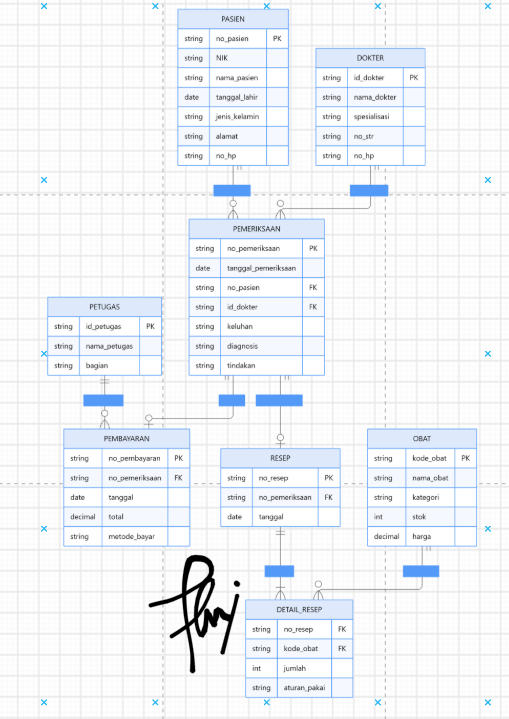 PASIEN
string no_pasien PK
string NIK
string nama_pasien
date tanggal_lahir
string jenis_kelamin
string alamat
string no_hp
DOKTER
string id_dokter PK
string nama_dokter
string spesialisasi
string no_str
string no_hp
PEMERIKSAAN
string no_pemeriksaan PK
date tanggal_pemeriksaan
string no_pasien FK
string id_dokter FK
string keluhan
string diagnosis
string tindakan
PETUGAS
string id_petugas PK
string nama_petugas
string bagian
PEMBAYARAN
string no_pembayaran PK
string no_pemeriksaan FK
date tanggal
decimal total
string metode_bayar
RESEP
string no_resep PK
string no_pemeriksaan FK
date tanggal
OBAT
string kode_obat PK
string nama_obat
string kategori
int stok
decimal harga
DETAIL_RESEP
string no_resep FK
string kode_obat FK
int jumlah
string aturan_pakai